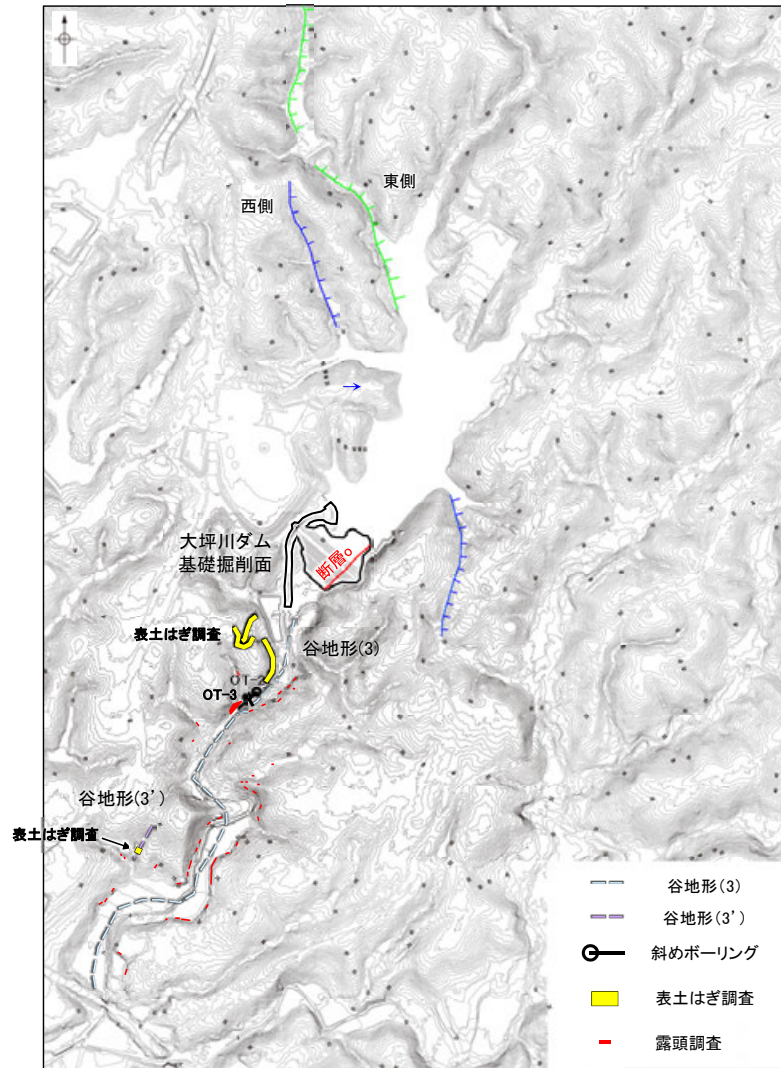 東側
西側
大坪川ダム
基礎掘削面
断層o
表土はぎ調査
谷地形(3)
OT-2
OT-3
谷地形(3’)
表土はぎ調査
谷地形(3)
谷地形(3’)
斜めボーリング
表土はぎ調査
露頭調査